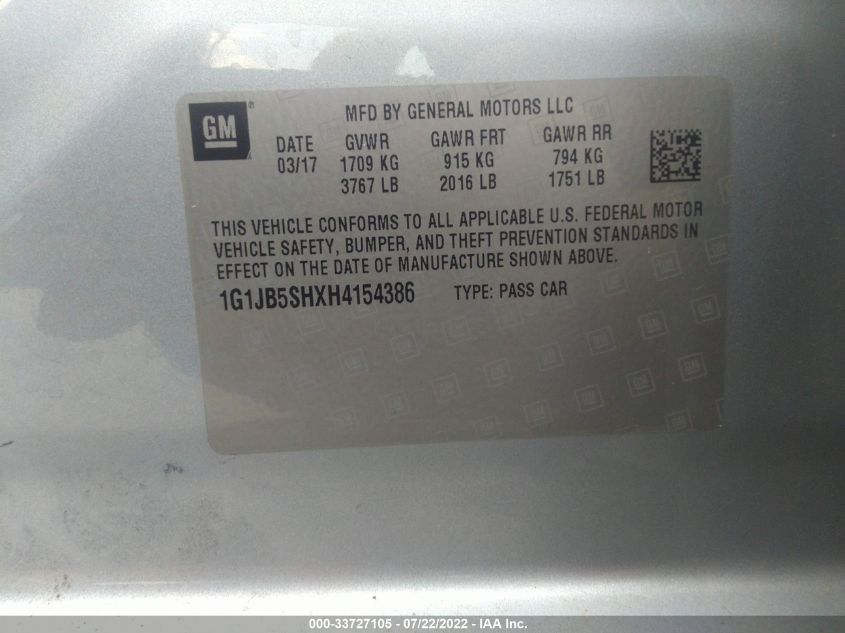 GM
MFD BY GENERAL MOTORS LLC
DATE GVWR GAWR FRT GAWR RR
03/17 1709 KG 915 KG 794 KG
3767 LB 2016 LB 1751 LB
THIS VEHICLE CONFORMS TO ALL APPLICABLE U.S. FEDERAL MOTOR
VEHICLE SAFETY, BUMPER, AND THEFT PREVENTION STANDARDS IN
EFFECT ON THE DATE OF MANUFACTURE SHOWN ABOVE.
1G1JB5SHXH4154386 TYPE: PASS CAR
000-33727105 - 07/22/2022 - IAA Inc.